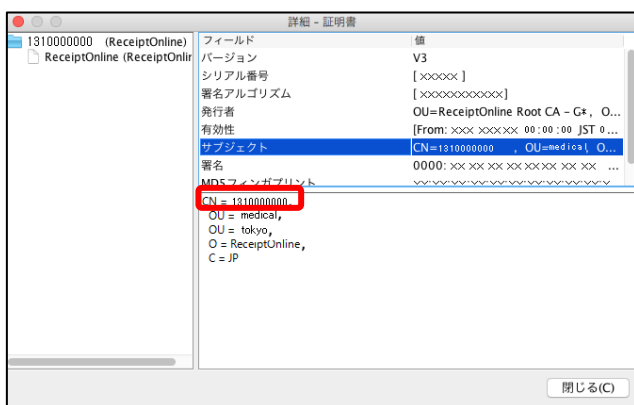 詳細 – 証明書
1310000000 (ReceiptOnline)
ReceiptOnline (ReceiptOnlin
フィールド 値
バージョン V3
シリアル番号 [ xxxxx ]
署名アルゴリズム [ xxxxxxxxxxx]
発行者 OU=ReceiptOnline Root CA – G*, O...
有効性 [From: xxx xxxxx 00:00:00 JST 0...
サブジェクト CN=1310000000 , OU=medical, O...
署名 0000: xx xx xx xx xx xx xx xx ...
MD5フィンガプリント
CN = 1310000000,
OU = medical,
OU = tokyo,
O = ReceiptOnline,
C = JP
閉じる(C)